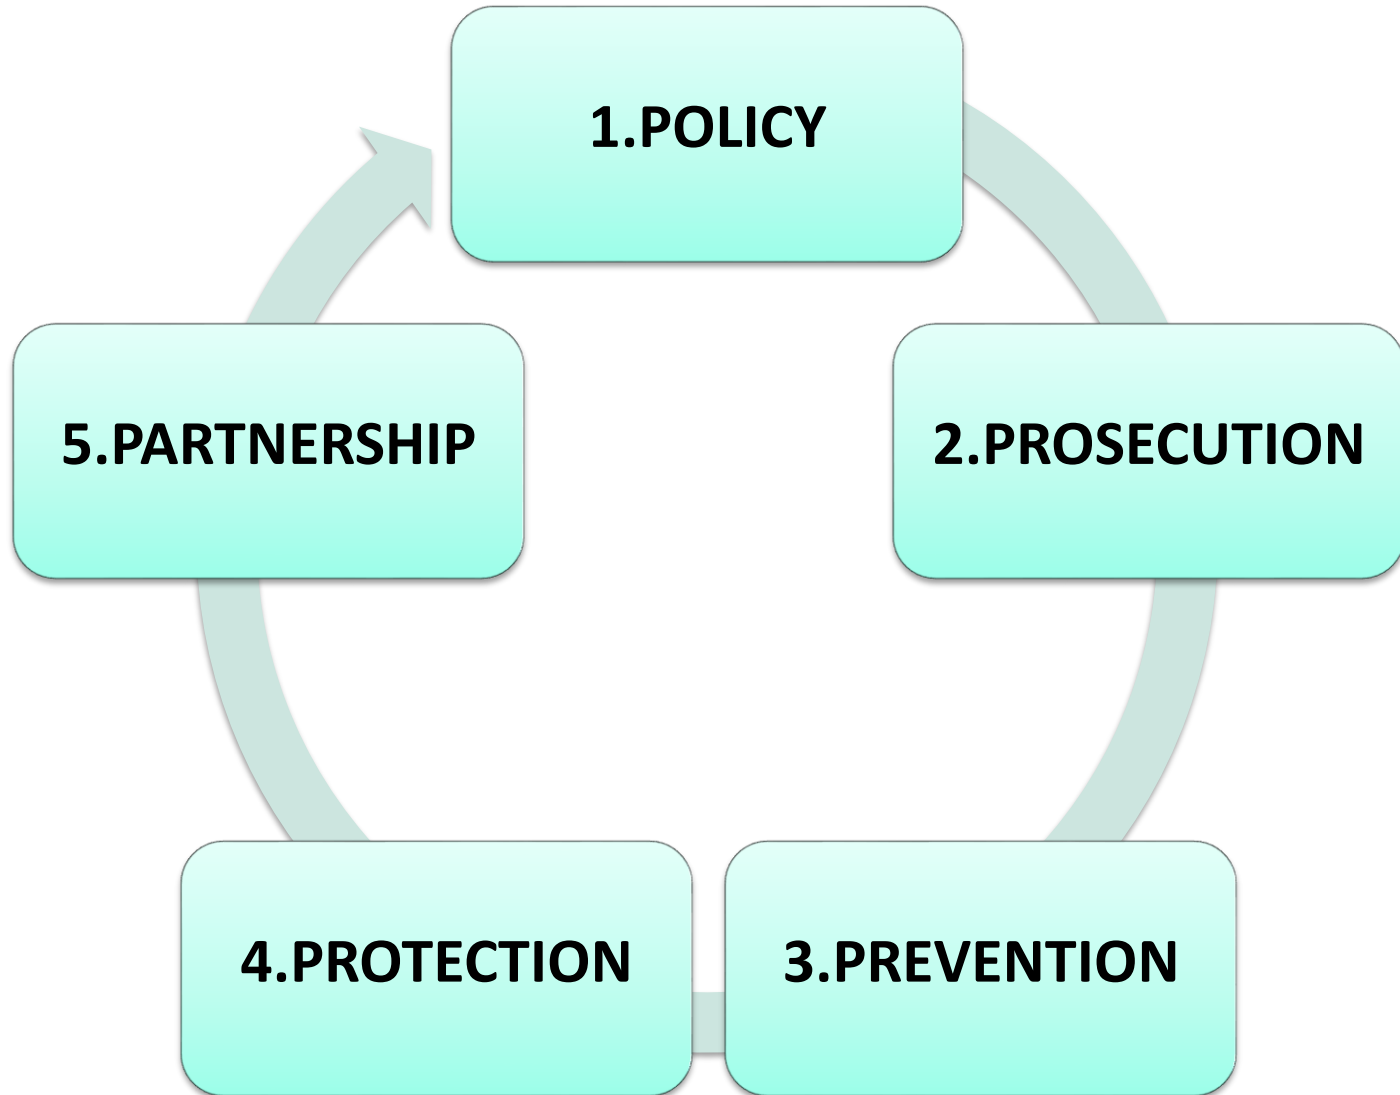 1.POLICY
2.PROSECUTION
3.PREVENTION
4.PROTECTION
5.PARTNERSHIP